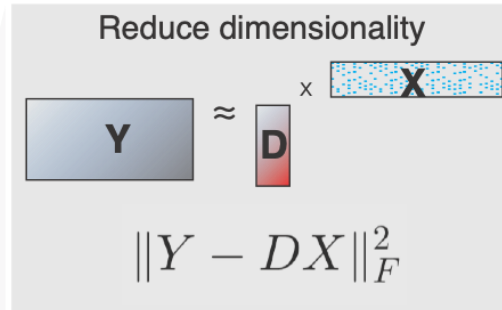 Reduce dimensionality
Y ≈ D x X
‖Y − DX‖²_F